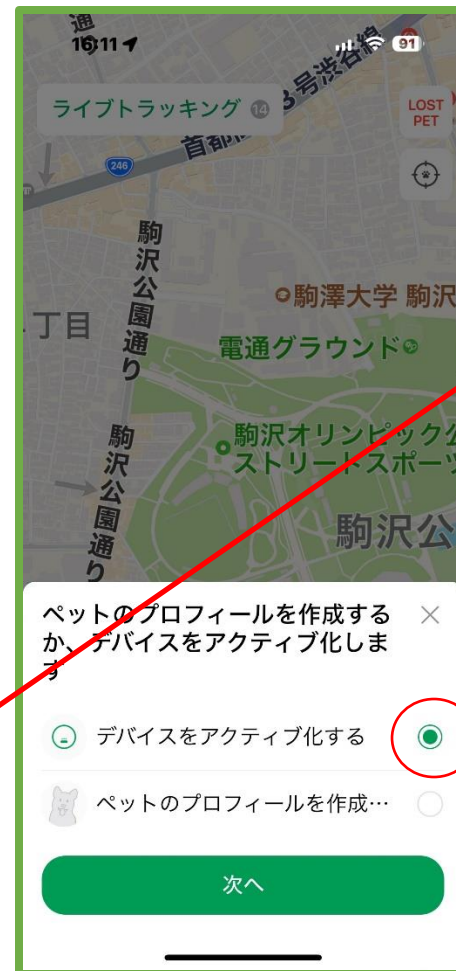 通
16:11
91
3号渋谷線
ライブトラッキング 14
LOST
PET
首都
246
駒沢公園通り
駒澤大学 駒沢
丁目
電通グラウンド
駒沢オリンピック公
ストリートスポーツ
駒沢公園通り
駒沢公
ペットのプロフィールを作成する
か、デバイスをアクティブ化しま
す
デバイスをアクティブ化する
ペットのプロフィールを作成…
次へ